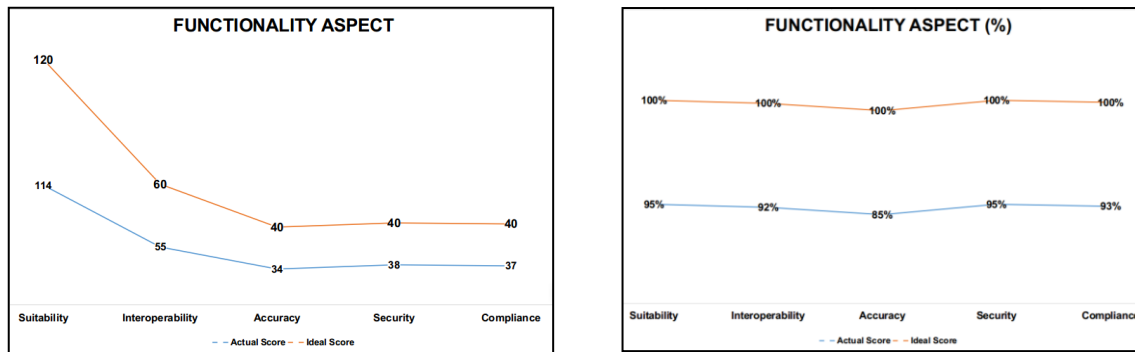 FUNCTIONALITY ASPECT
120
114
60
55
40
40
40
34
38
37
Suitability Interoperability Accuracy Security Compliance
Actual Score Ideal Score
FUNCTIONALITY ASPECT (%)
100% 100% 100% 100% 100%
95% 92% 85% 95% 93%
Suitability Interoperability Accuracy Security Compliance
Actual Score Ideal Score